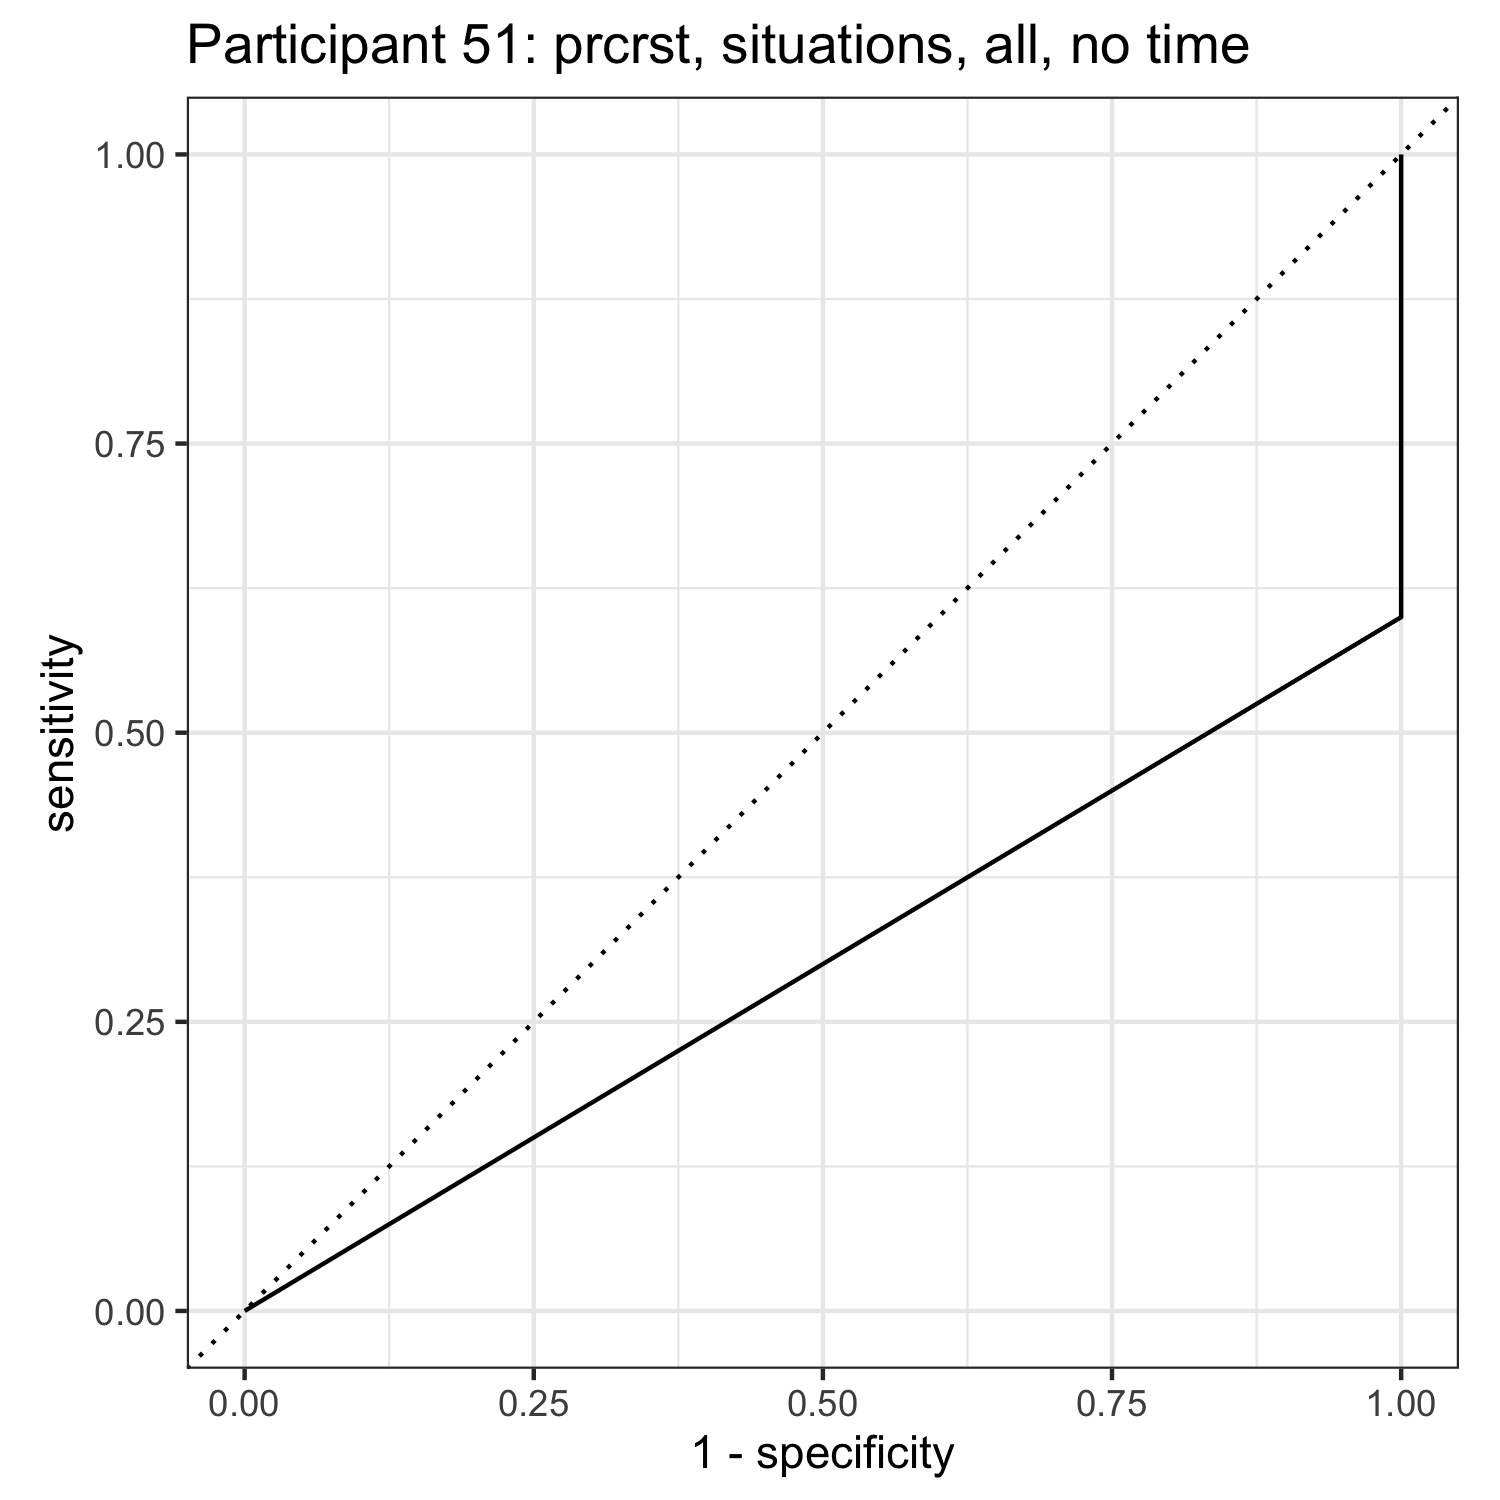 Participant 51: prcrst, situations, all, no time
1.00
0.75
0.50
0.25
0.00
sensitivity
0.00 0.25 0.50 0.75 1.00
1 - specificity